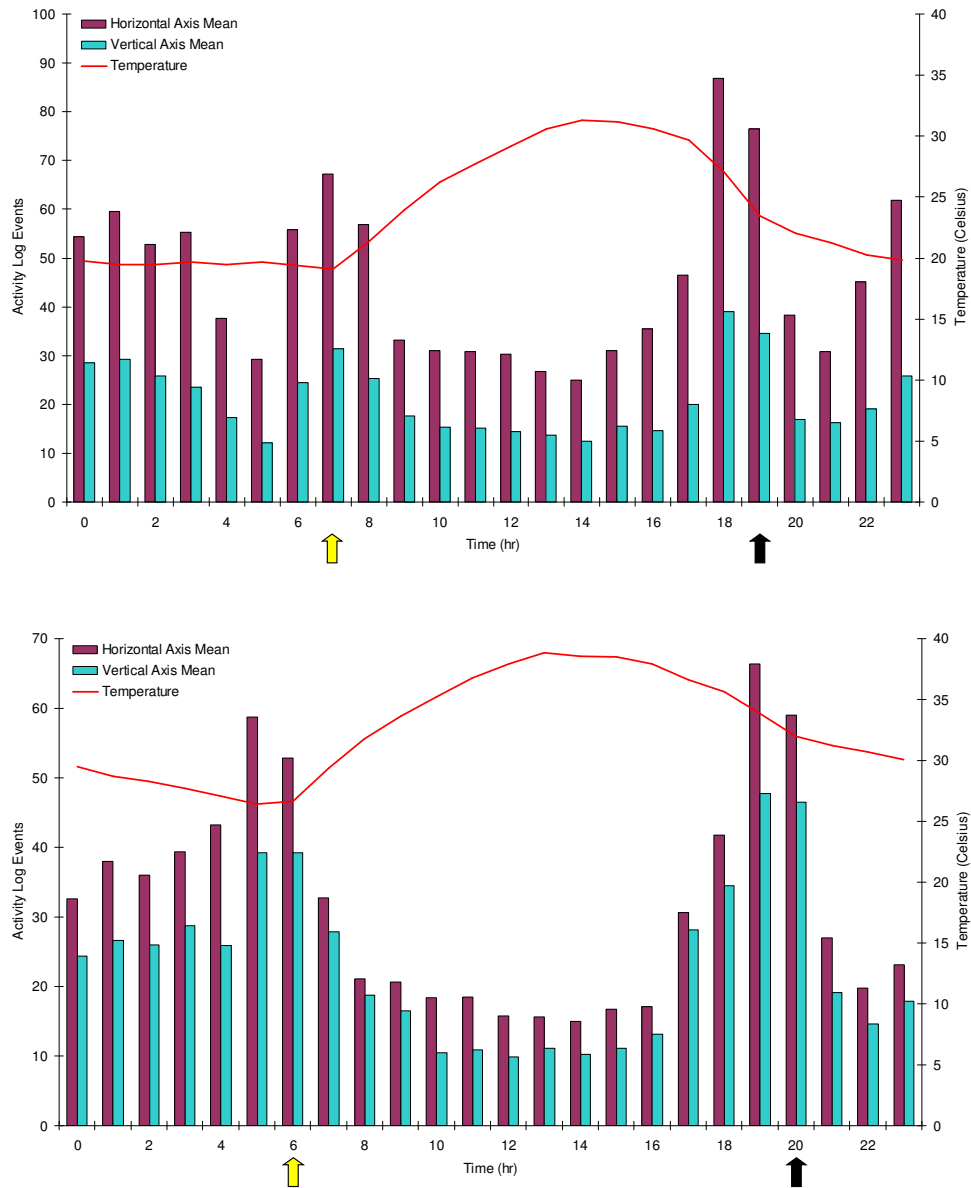 100
90
80
70
60
50
40
30
20
10
0
Activity Log Events
Horizontal Axis Mean
Vertical Axis Mean
Temperature
40
35
30
25
20
15
10
5
0
Temperature (Celsius)
0 2 4 6 8 10 12 14 16 18 20 22
Time (hr)
70
60
50
40
30
20
10
0
Activity Log Events
Horizontal Axis Mean
Vertical Axis Mean
Temperature
40
35
30
25
20
15
10
5
0
Temperature (Celsius)
0 2 4 6 8 10 12 14 16 18 20 22
Time (hr)